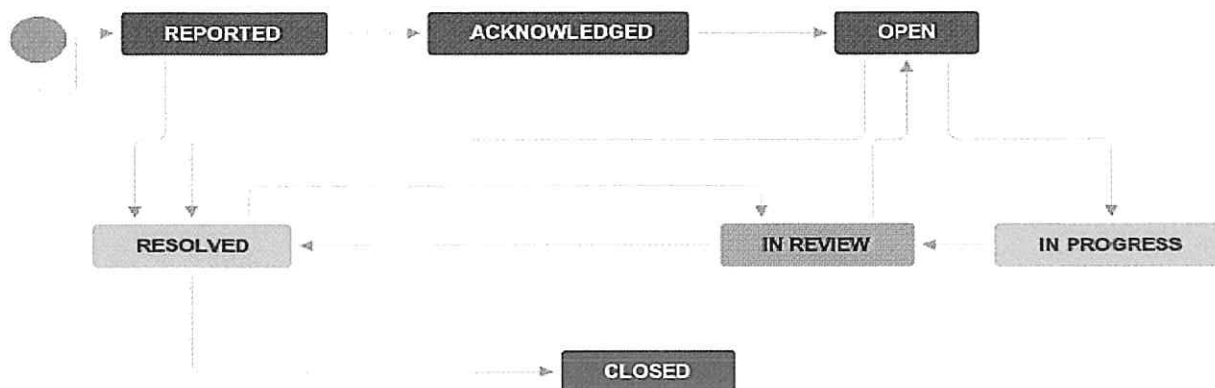 REPORTED
ACKNOWLEDGED
OPEN
RESOLVED
IN REVIEW
IN PROGRESS
CLOSED